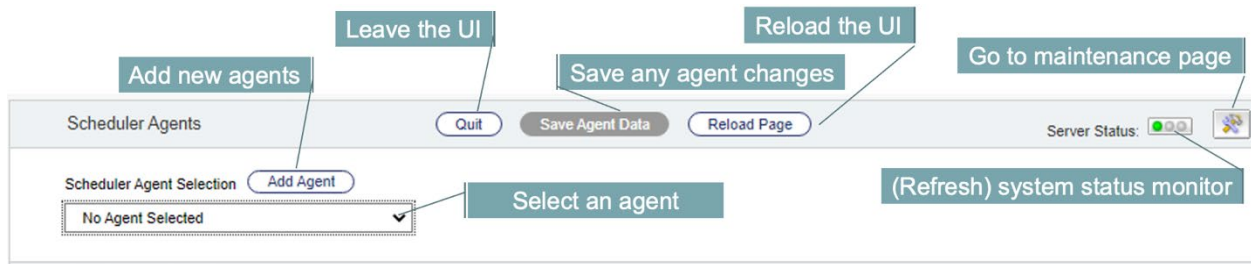 Leave the UI
Reload the UI
Add new agents
Save any agent changes
Go to maintenance page
Scheduler Agents
Quit
Save Agent Data
Reload Page
Server Status:
Scheduler Agent Selection
Add Agent
No Agent Selected
Select an agent
(Refresh) system status monitor